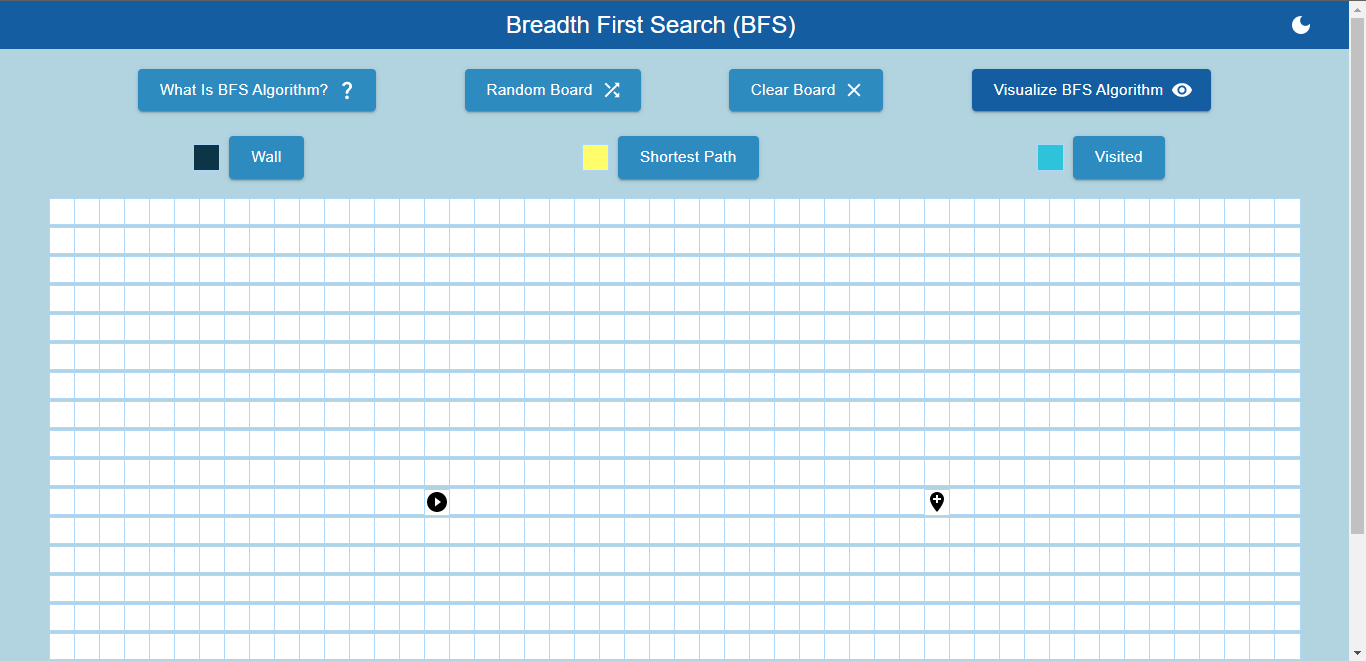 Breadth First Search (BFS)
What Is BFS Algorithm? ?
Random Board
Clear Board
Visualize BFS Algorithm
Wall
Shortest Path
Visited